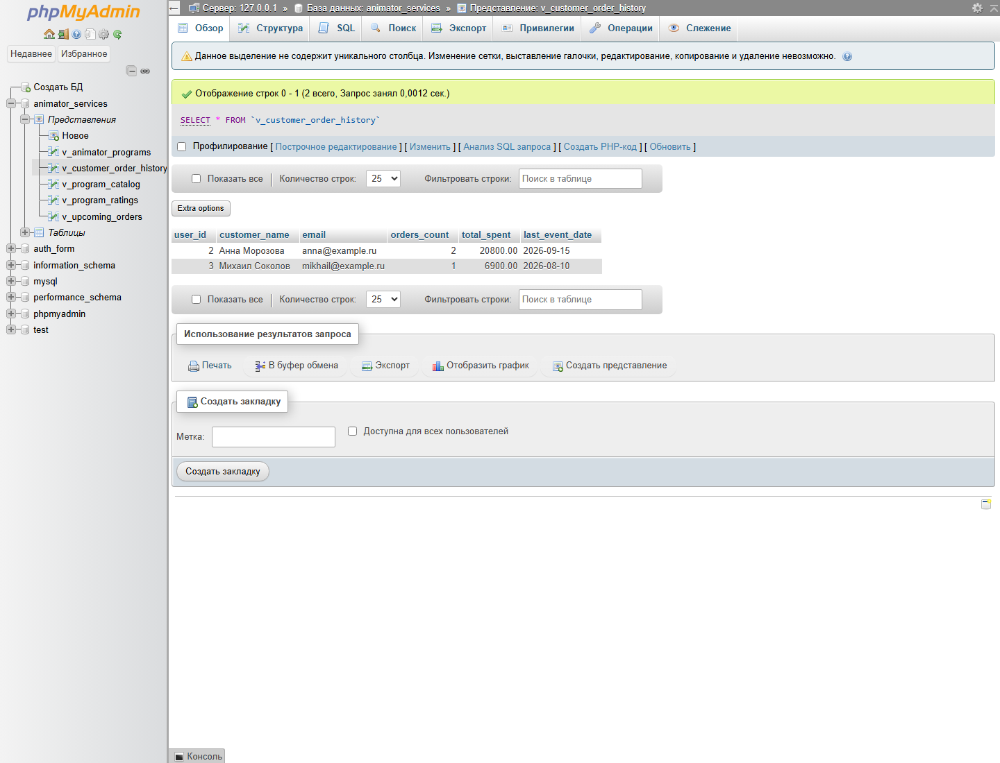 phpMyAdmin
Недавнее Избранное
Создать БД
animator_services
Представления
Новое
v_animator_programs
v_customer_order_history
v_program_catalog
v_program_ratings
v_upcoming_orders
Таблицы
auth_form
information_schema
mysql
performance_schema
phpmyadmin
test
Сервер: 127.0.0.1 » База данных: animator_services » Представление: v_customer_order_history
Обзор Структура SQL Поиск Экспорт Привилегии Операции Слежение
Данное выделение не содержит уникального столбца. Изменение сетки, выставление галочки, редактирование, копирование и удаление невозможно.
Отображение строк 0 - 1 (2 всего, Запрос занял 0,0012 сек.)
SELECT * FROM `v_customer_order_history`
Профилирование [ Построчное редактирование ] [ Изменить ] [ Анализ SQL запроса ] [ Создать PHP-код ] [ Обновить ]
Показать все Количество строк: 25 Фильтровать строки: Поиск в таблице
Extra options
user_id customer_name email orders_count total_spent last_event_date
2 Анна Морозова anna@example.ru 2 20800.00 2026-09-15
3 Михаил Соколов mikhail@example.ru 1 6900.00 2026-08-10
Показать все Количество строк: 25 Фильтровать строки: Поиск в таблице
Использование результатов запроса
Печать В буфер обмена Экспорт Отобразить график Создать представление
Создать закладку
Метка: Доступна для всех пользователей
Создать закладку
Консоль